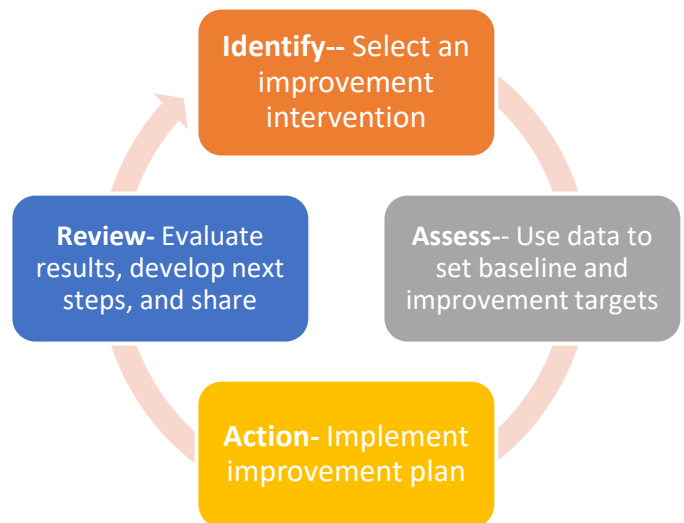 Identify-- Select an
improvement
intervention
Assess-- Use data to
set baseline and
improvement targets
Action- Implement
improvement plan
Review- Evaluate
results, develop next
steps, and share